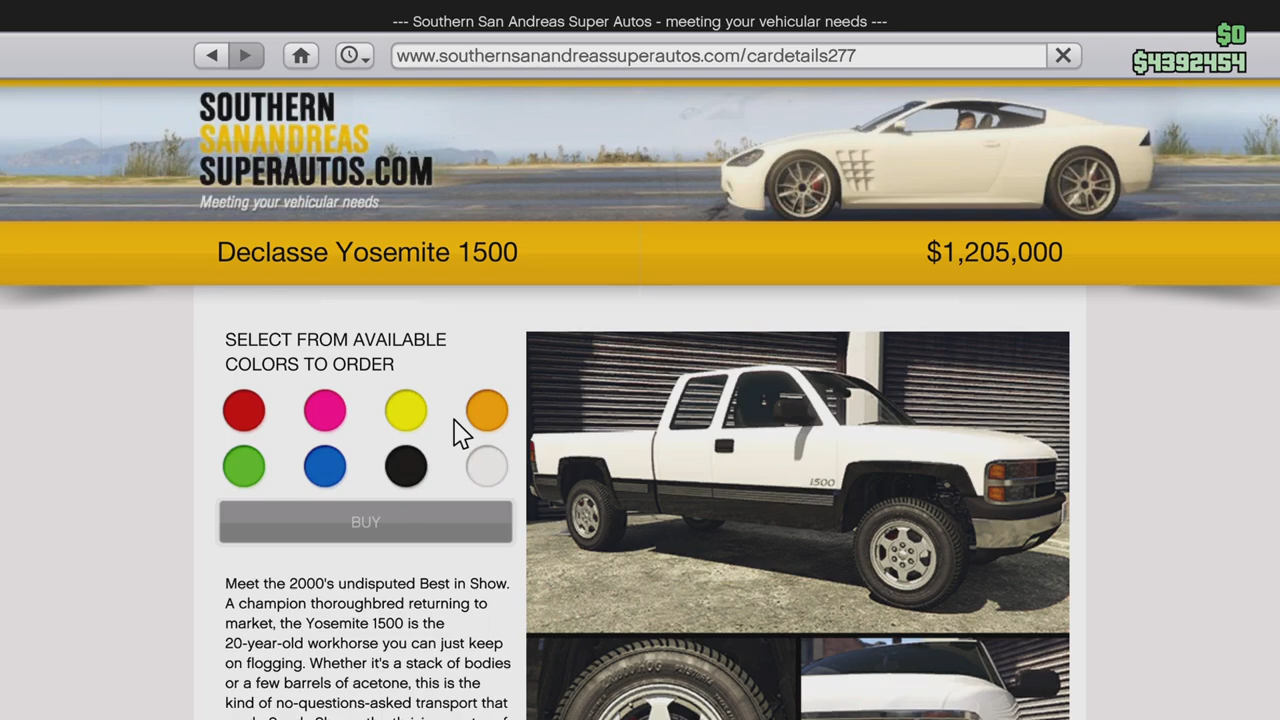 --- Southern San Andreas Super Autos - meeting your vehicular needs ---
$0
www.southernsanandreassuperautos.com/cardetails277
$4392454
SOUTHERN
SANANDREAS
SUPERAUTOS.COM
Meeting your vehicular needs
Declasse Yosemite 1500
$1,205,000
SELECT FROM AVAILABLE
COLORS TO ORDER
BUY
1500
Meet the 2000's undisputed Best in Show.
A champion thoroughbred returning to
market, the Yosemite 1500 is the
20-year-old workhorse you can just keep
on flogging. Whether it's a stack of bodies
or a few barrels of acetone, this is the
kind of no-questions-asked transport that